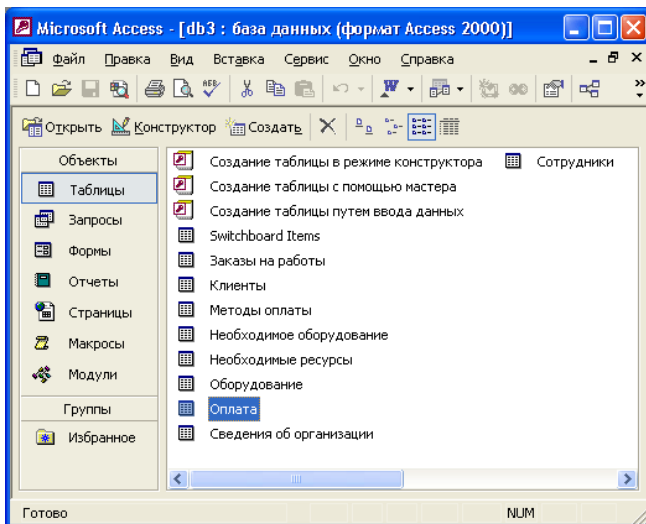 Microsoft Access - [db3 : база данных (формат Access 2000)]
Файл Правка Вид Вставка Сервис Окно Справка
Открыть Конструктор Создать
Объекты
Таблицы
Запросы
Формы
Отчеты
Страницы
Макросы
Модули
Группы
Избранное
Создание таблицы в режиме конструктора
Создание таблицы с помощью мастера
Создание таблицы путем ввода данных
Switchboard Items
Заказы на работы
Клиенты
Методы оплаты
Необходимое оборудование
Необходимые ресурсы
Оборудование
Оплата
Сведения об организации
Сотрудники
Готово NUM